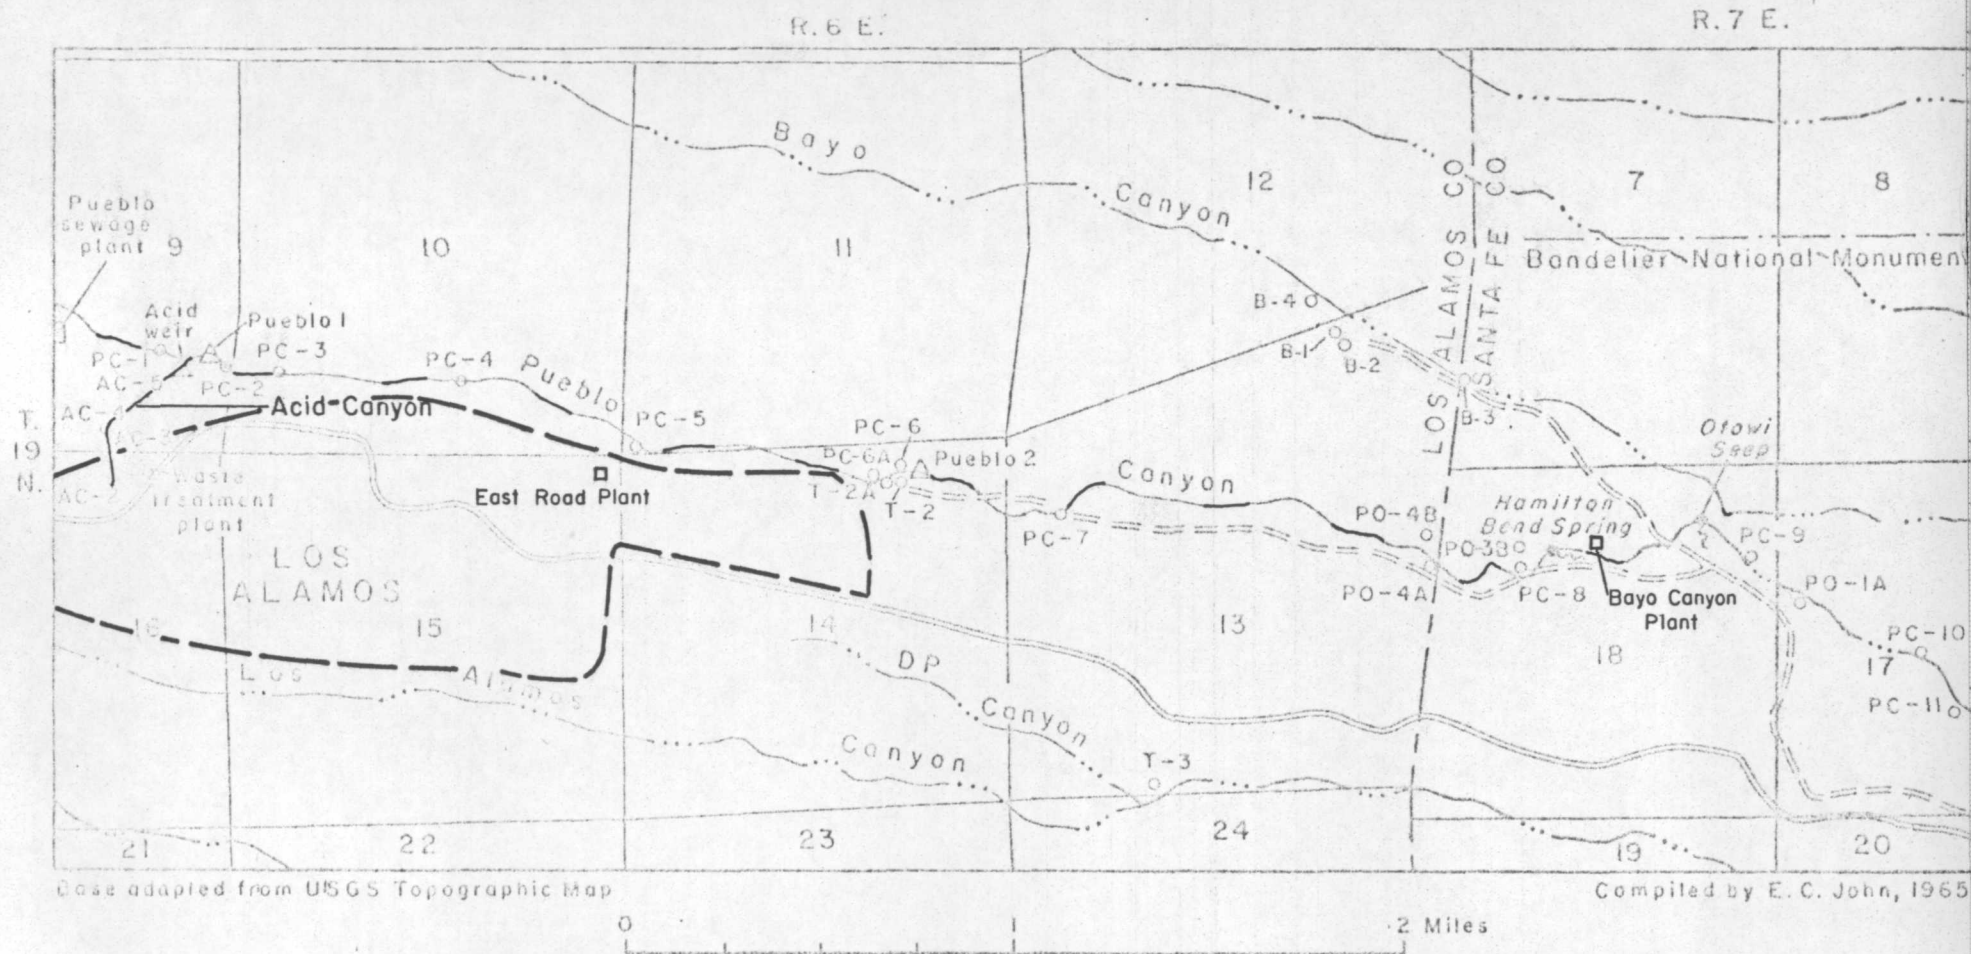 R. 6 E.
R. 7 E.
Bayo
Canyon
12
7
8
Pueblo
sewage
plant
9
10
11
LOS ALAMOS CO
SANTA FE CO
Bandelier National Monument
B-4
Acid
weir
Pueblo 1
PC-1
PC-3
PC-4
B-1
B-2
AC-5
PC-2
Pueblo
AC-4
Acid Canyon
B-3
T.
19
N.
PC-5
PC-6
Otowi
Seep
AC-3
PC-6A
Pueblo 2
Canyon
AC-2
Waste
treatment
plant
East Road Plant
T-2A
T-2
PC-7
PO-4B
Hamilton
Bend Spring
PO-3B
PC-9
LOS
ALAMOS
PO-4A
PC-8
Bayo Canyon
Plant
PO-1A
16
15
14
13
18
PC-10
17
DP
Canyon
Los
Alamos
Canyon
PC-11
T-3
21
22
23
24
19
20
Base adapted from USGS Topographic Map
Compiled by E. C. John, 1965
0
1
2 Miles